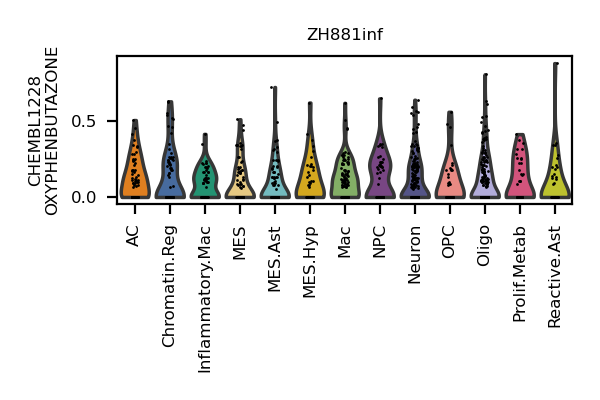 ZH881inf
CHEMBL1228
OXYPHENBUTAZONE
0.5
0.0
AC
Chromatin.Reg
Inflammatory.Mac
MES
MES.Ast
MES.Hyp
Mac
NPC
Neuron
OPC
Oligo
Prolif.Metab
Reactive.Ast